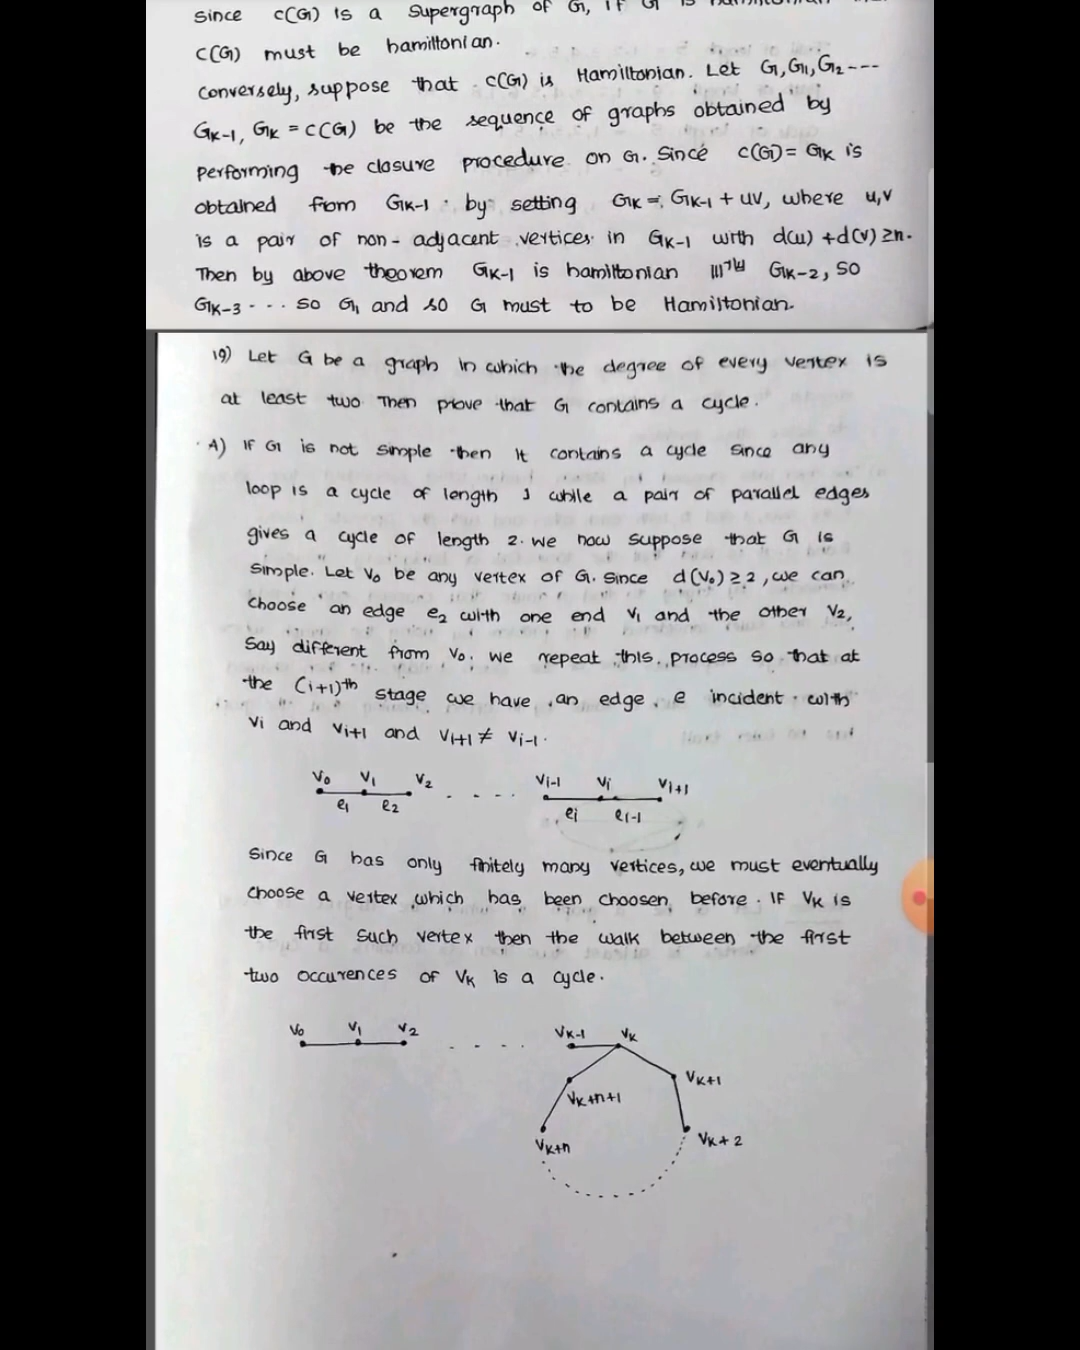 since c(G) is a Supergraph of G, if G is hamiltonian
c(G) must be hamiltonian.
conversely, suppose that c(G) is Hamiltonian. Let G, G1, G2 ---
GK-1, GK = c(G) be the sequence of graphs obtained by
performing the closure procedure on G. Since c(G) = GK is
obtained from GK-1 by setting GK = GK-1 + uv, where u,v
is a pair of non-adjacent vertices in GK-1 with d(u) + d(v) ≥ n.
Then by above theorem GK-1 is hamiltonian |||ly GK-2, so
GK-3 - - . . so G1 and so G must to be Hamiltonian.
19) Let G be a graph in which the degree of every vertex is
at least two. Then prove that G contains a cycle.
A) If G is not simple then it contains a cycle since any
loop is a cycle of length 1 while a pair of parallel edges
gives a cycle of length 2. we now suppose that G is
simple. Let V0 be any vertex of G. since d(V0) ≥ 2, we can
choose an edge e2 with one end V1 and the other V2,
Say different from V0. we repeat this process so that at
the (i+1)th stage we have an edge e incident with
Vi and Vi+1 and Vi+1 ≠ Vi-1.
V0 V1 V2 . . . . Vi-1 Vi Vi+1
e1 e2 ei ei-1
Since G has only finitely many vertices, we must eventually
choose a vertex which has been choosen before. If VK is
the first such vertex then the walk between the first
two occurences of VK is a cycle.
V0 V1 V2 . . . . VK-1 VK
VK+1
VK+n+1
VK+2
VK+n